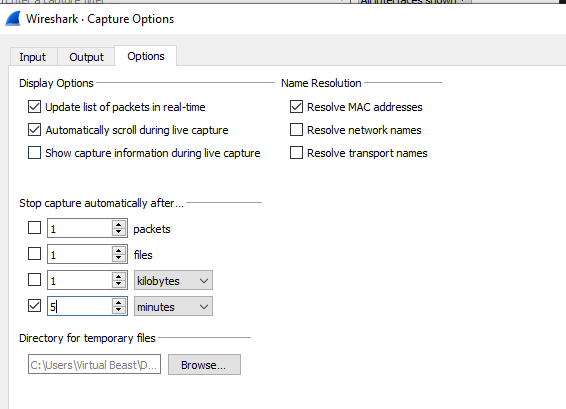 Wireshark · Capture Options
Input Output Options
Display Options
Update list of packets in real-time
Automatically scroll during live capture
Show capture information during live capture
Name Resolution
Resolve MAC addresses
Resolve network names
Resolve transport names
Stop capture automatically after...
1 packets
1 files
1 kilobytes
5 minutes
Directory for temporary files
C:\Users\Virtual Beast\D... Browse...